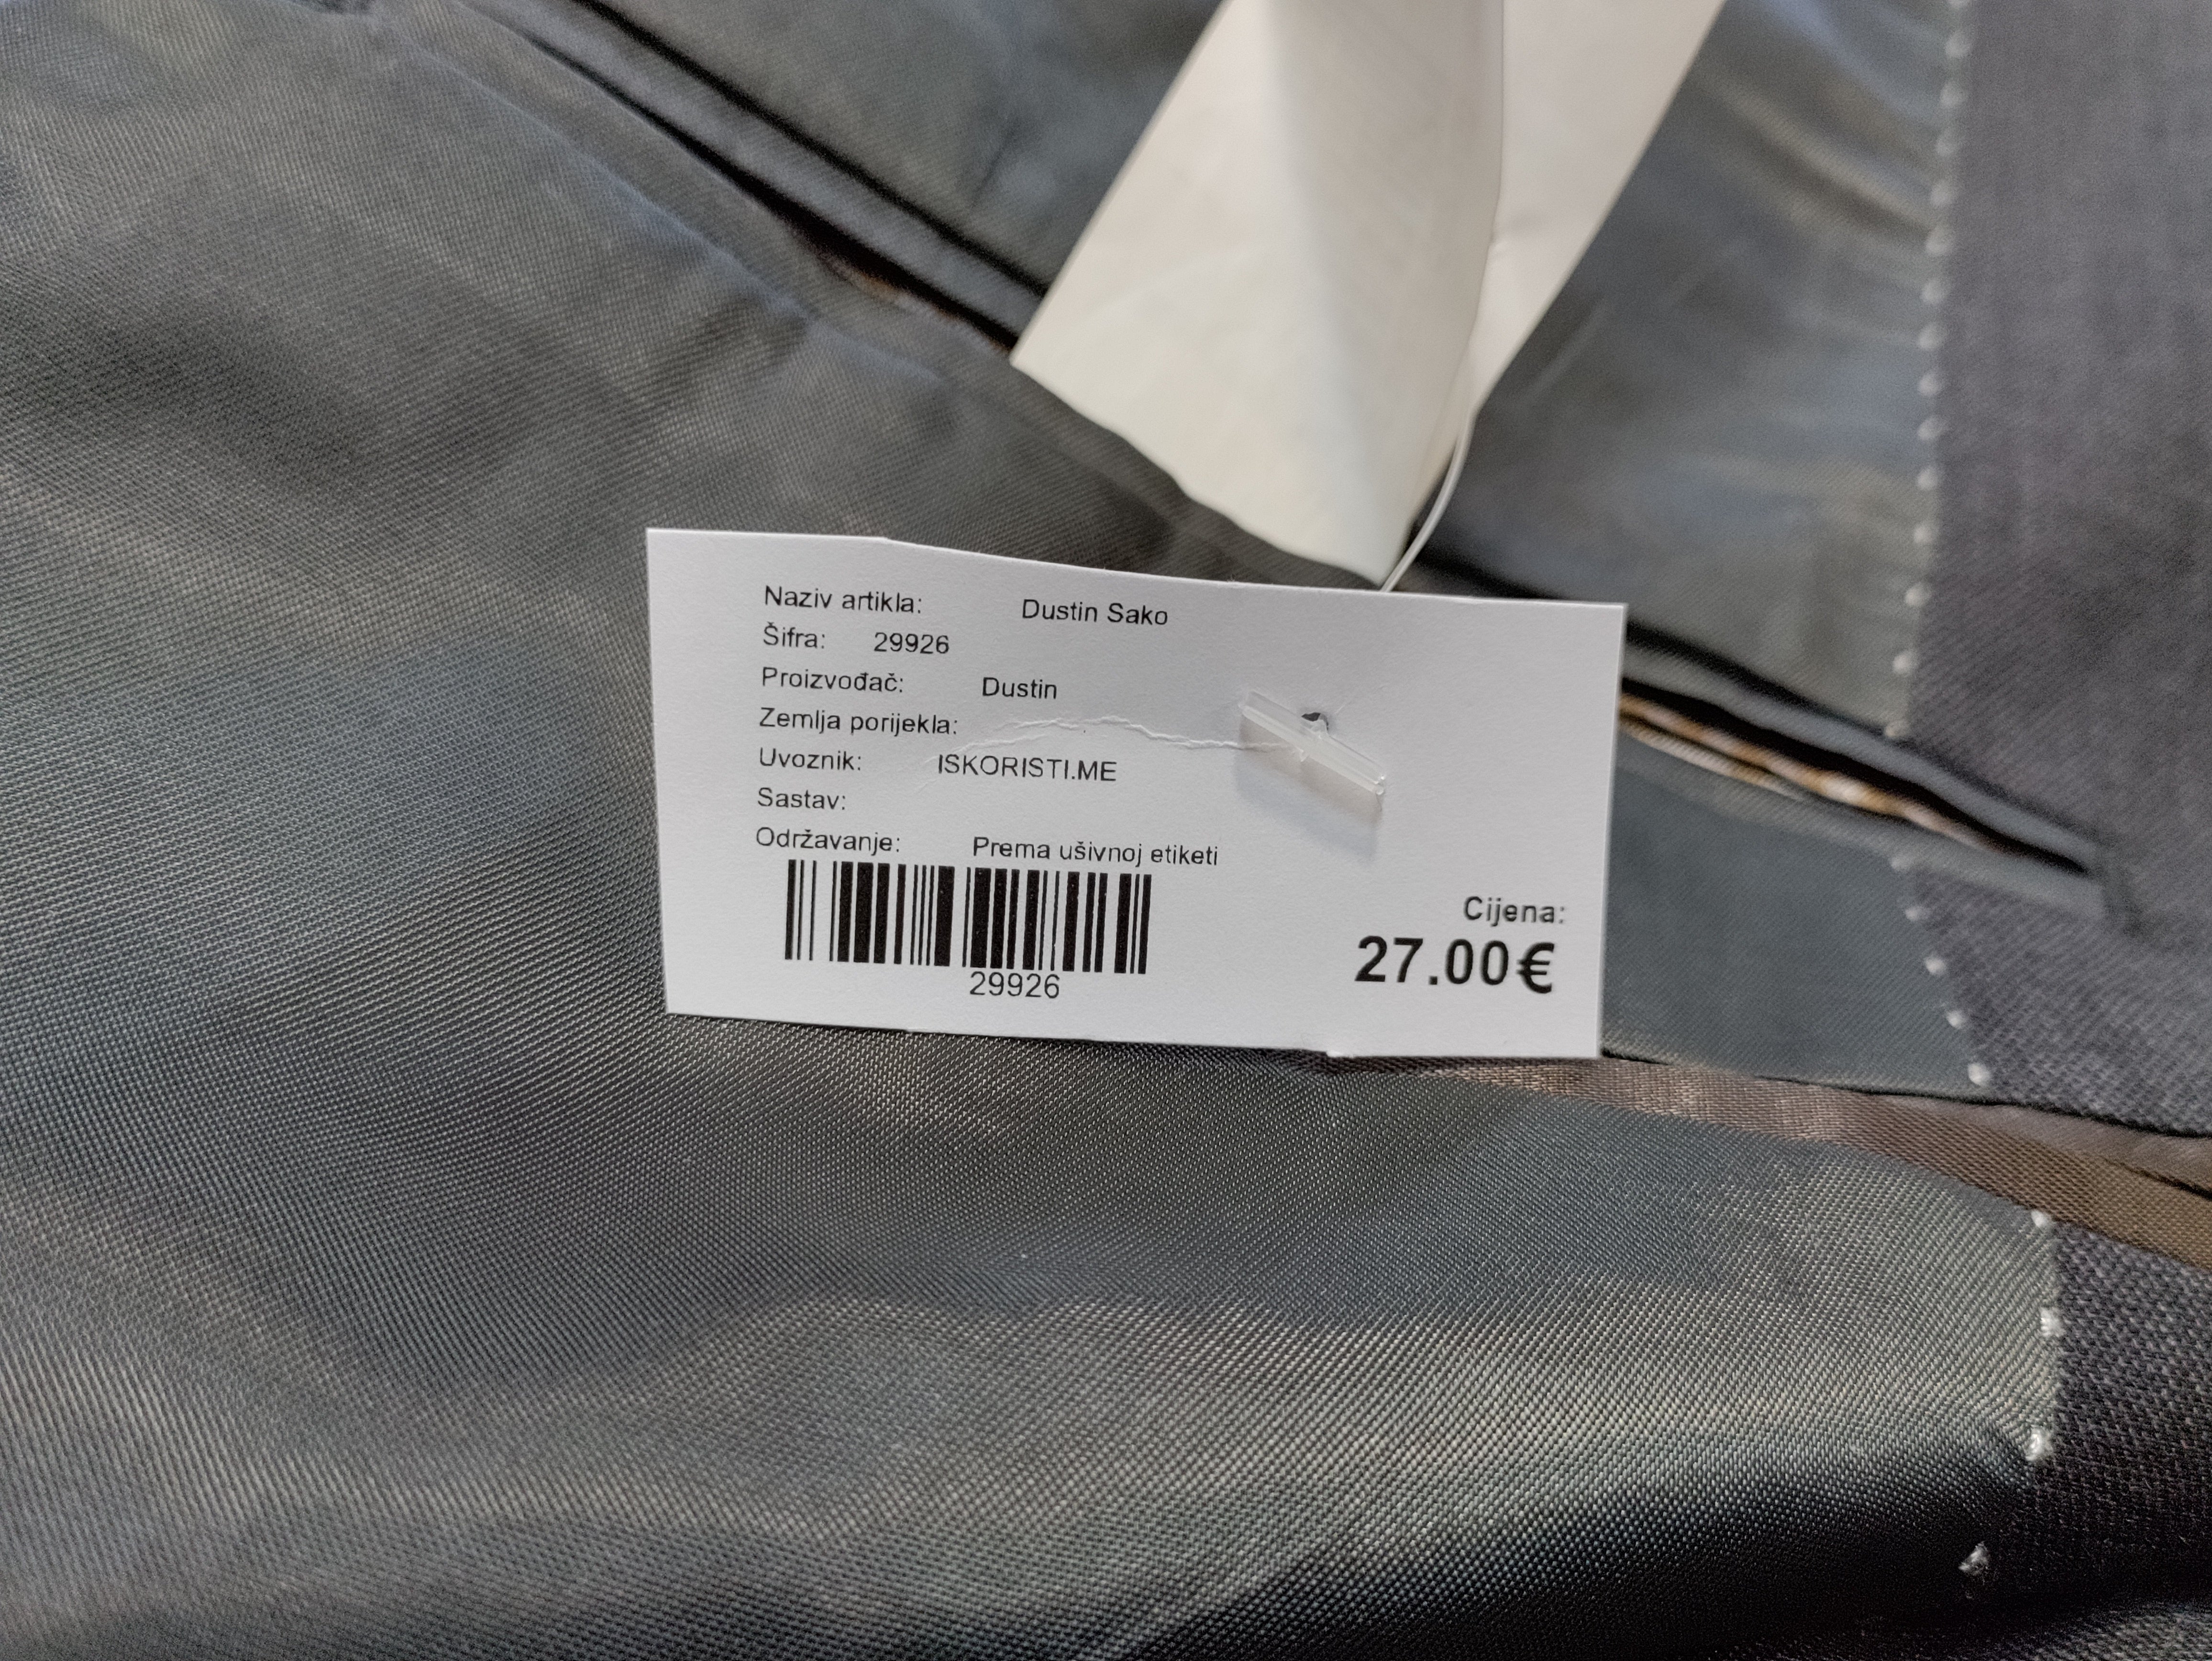 Naziv artikla: Dustin Sako
Šifra: 29926
Proizvođač: Dustin
Zemlja porijekla:
Uvoznik: ISKORISTI.ME
Sastav:
Održavanje: Prema ušivnoj etiketi
29926
Cijena:
27.00€